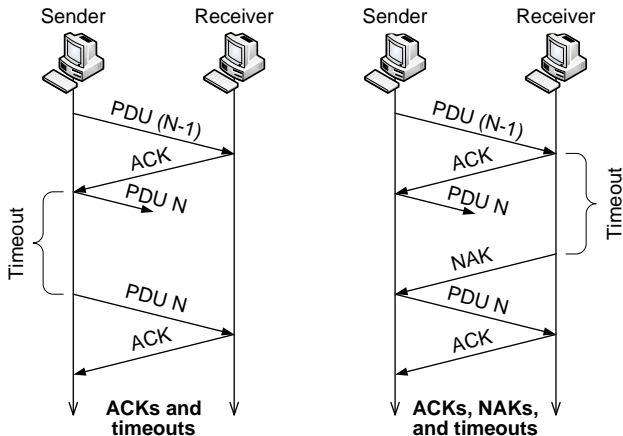 Sender
Receiver
PDU (N-1)
ACK
PDU N
Timeout
PDU N
ACK
ACKs and
timeouts
Sender
Receiver
PDU (N-1)
ACK
PDU N
Timeout
NAK
PDU N
ACK
ACKs, NAKs,
and timeouts